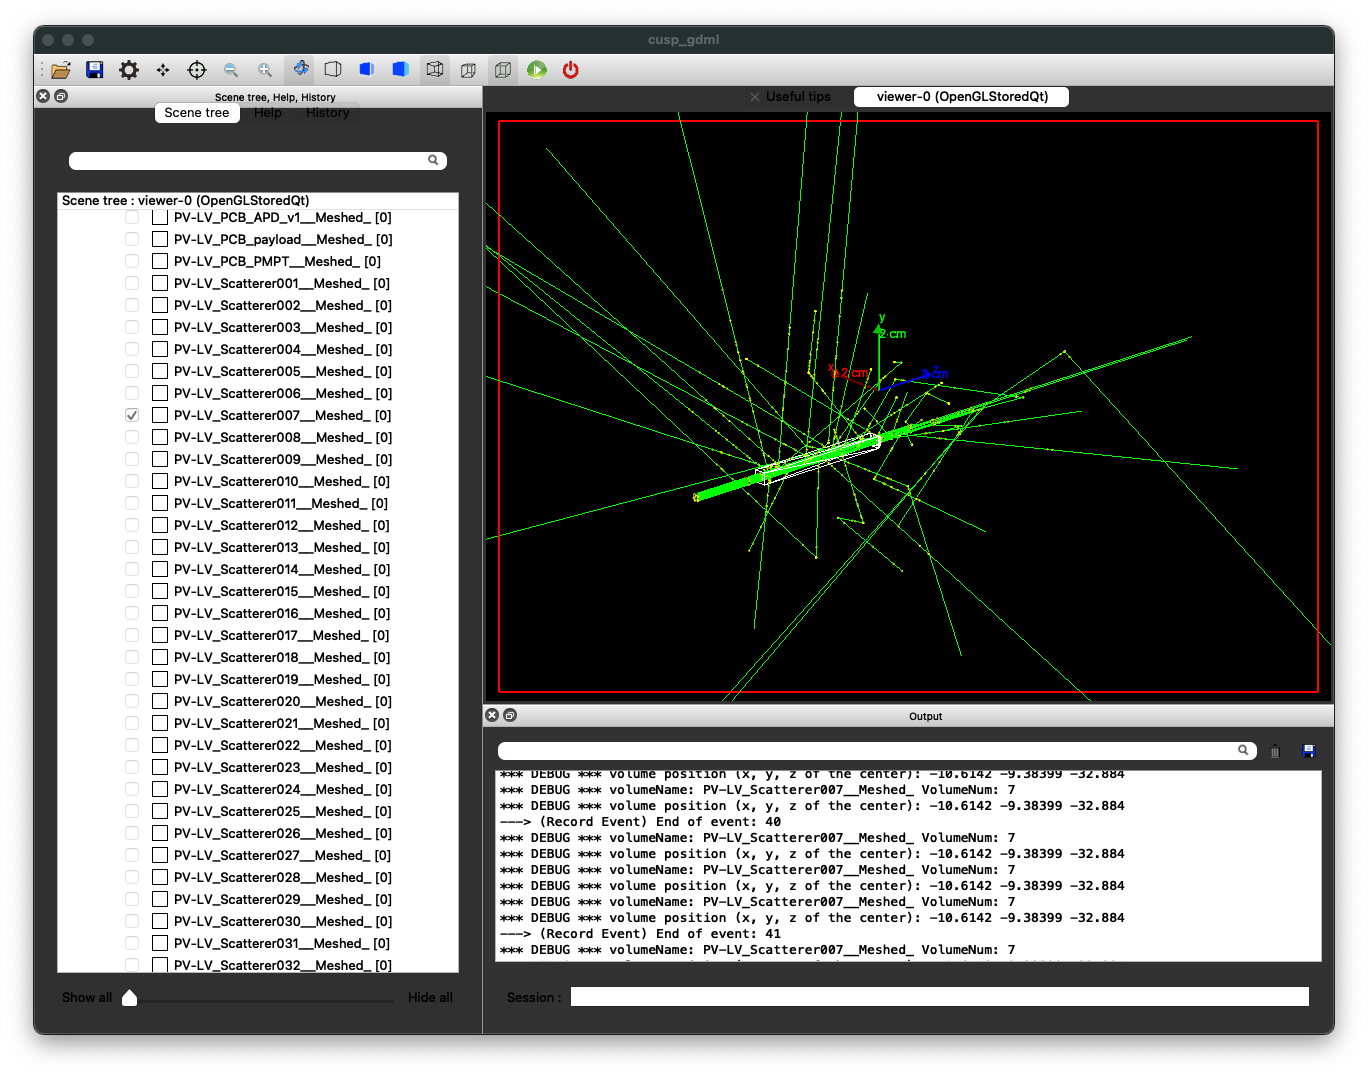 cusp_gdml
Scene tree, Help, History
Scene tree Help History
Scene tree : viewer-0 (OpenGLStoredQt)
PV-LV_PCB_APD_v1__Meshed_ [0]
PV-LV_PCB_payload__Meshed_ [0]
PV-LV_PCB_PMPT__Meshed_ [0]
PV-LV_Scatterer001__Meshed_ [0]
PV-LV_Scatterer002__Meshed_ [0]
PV-LV_Scatterer003__Meshed_ [0]
PV-LV_Scatterer004__Meshed_ [0]
PV-LV_Scatterer005__Meshed_ [0]
PV-LV_Scatterer006__Meshed_ [0]
PV-LV_Scatterer007__Meshed_ [0]
PV-LV_Scatterer008__Meshed_ [0]
PV-LV_Scatterer009__Meshed_ [0]
PV-LV_Scatterer010__Meshed_ [0]
PV-LV_Scatterer011__Meshed_ [0]
PV-LV_Scatterer012__Meshed_ [0]
PV-LV_Scatterer013__Meshed_ [0]
PV-LV_Scatterer014__Meshed_ [0]
PV-LV_Scatterer015__Meshed_ [0]
PV-LV_Scatterer016__Meshed_ [0]
PV-LV_Scatterer017__Meshed_ [0]
PV-LV_Scatterer018__Meshed_ [0]
PV-LV_Scatterer019__Meshed_ [0]
PV-LV_Scatterer020__Meshed_ [0]
PV-LV_Scatterer021__Meshed_ [0]
PV-LV_Scatterer022__Meshed_ [0]
PV-LV_Scatterer023__Meshed_ [0]
PV-LV_Scatterer024__Meshed_ [0]
PV-LV_Scatterer025__Meshed_ [0]
PV-LV_Scatterer026__Meshed_ [0]
PV-LV_Scatterer027__Meshed_ [0]
PV-LV_Scatterer028__Meshed_ [0]
PV-LV_Scatterer029__Meshed_ [0]
PV-LV_Scatterer030__Meshed_ [0]
PV-LV_Scatterer031__Meshed_ [0]
PV-LV_Scatterer032__Meshed_ [0]
Show all Hide all
Useful tips viewer-0 (OpenGLStoredQt)
y
2 cm
x 2 cm
z 2 cm
Output
*** DEBUG *** volume position (x, y, z of the center): -10.6142 -9.38399 -32.884
*** DEBUG *** volumeName: PV-LV_Scatterer007__Meshed_ VolumeNum: 7
*** DEBUG *** volume position (x, y, z of the center): -10.6142 -9.38399 -32.884
---> (Record Event) End of event: 40
*** DEBUG *** volumeName: PV-LV_Scatterer007__Meshed_ VolumeNum: 7
*** DEBUG *** volume position (x, y, z of the center): -10.6142 -9.38399 -32.884
*** DEBUG *** volumeName: PV-LV_Scatterer007__Meshed_ VolumeNum: 7
*** DEBUG *** volume position (x, y, z of the center): -10.6142 -9.38399 -32.884
*** DEBUG *** volumeName: PV-LV_Scatterer007__Meshed_ VolumeNum: 7
*** DEBUG *** volume position (x, y, z of the center): -10.6142 -9.38399 -32.884
---> (Record Event) End of event: 41
*** DEBUG *** volumeName: PV-LV_Scatterer007__Meshed_ VolumeNum: 7
Session :